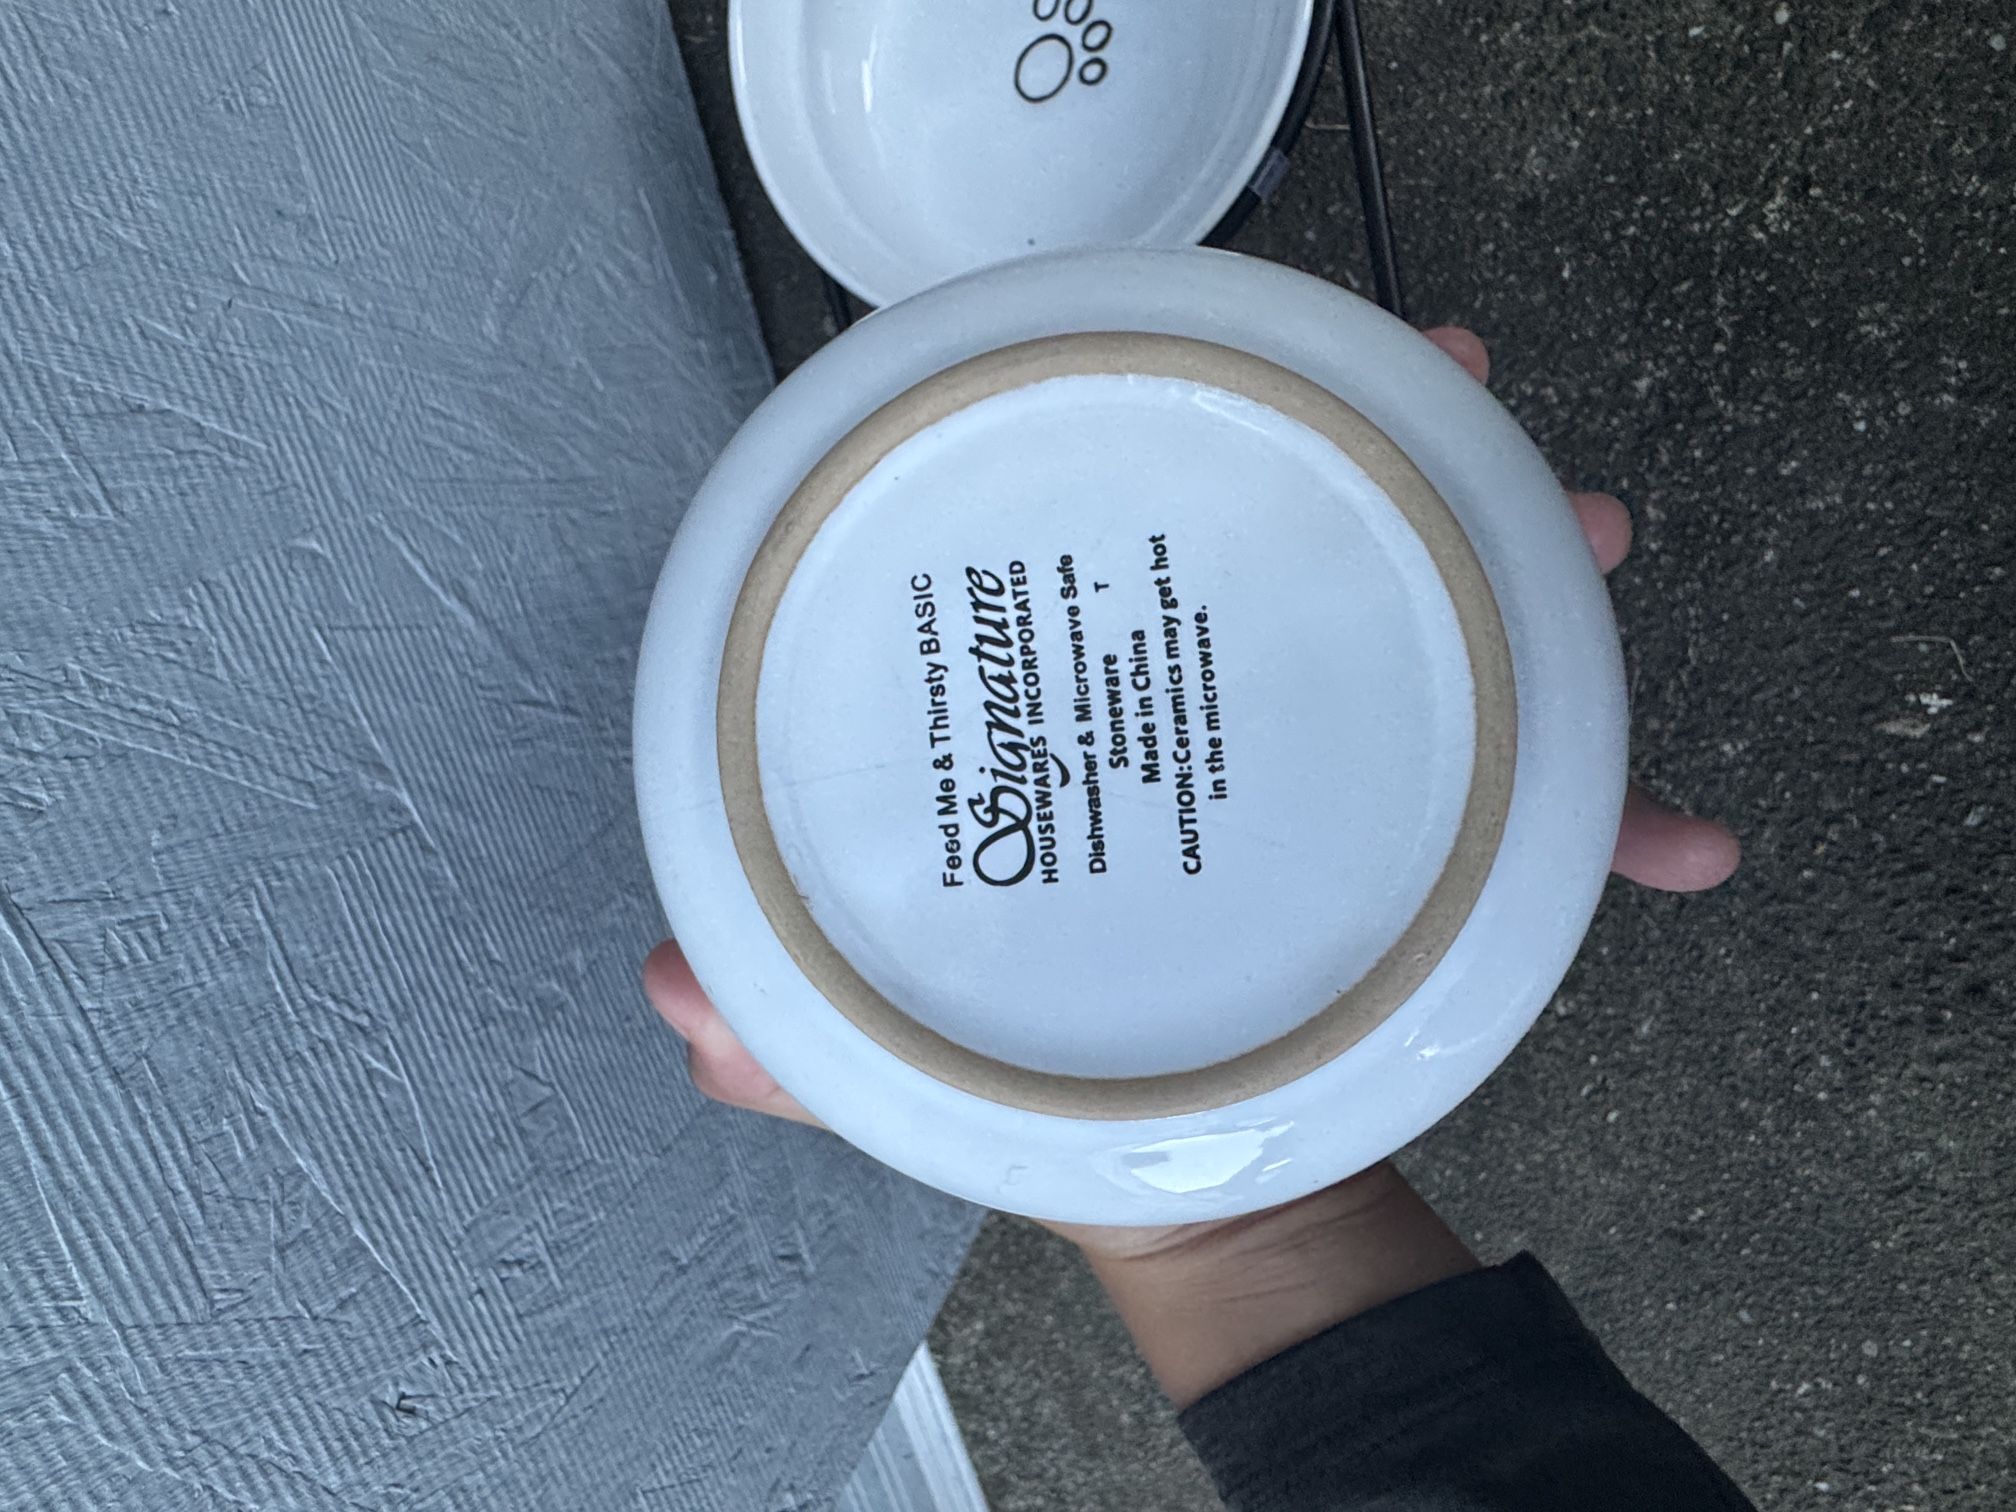 Feed Me & Thirsty BASIC
Signature
HOUSEWARES INCORPORATED
Dishwasher & Microwave Safe
Stoneware T
Made in China
CAUTION:Ceramics may get hot
in the microwave.